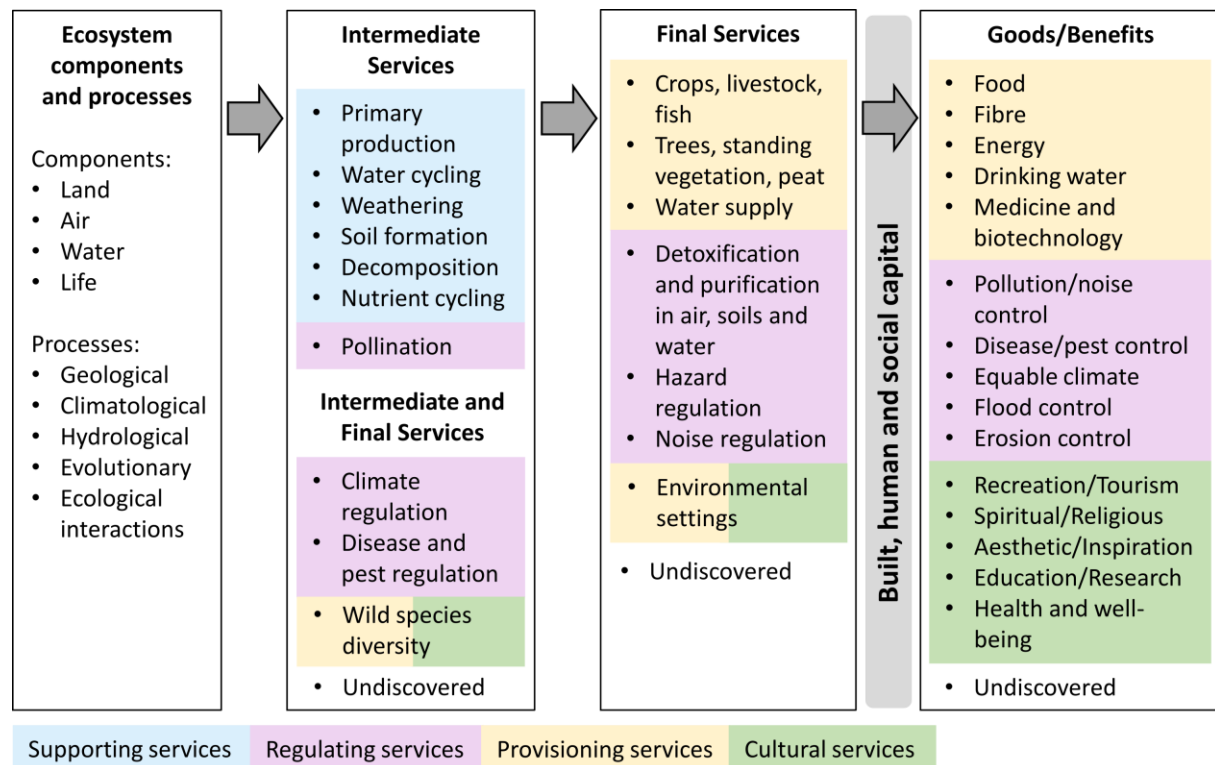 Ecosystem
components
and processes
Components:
• Land
• Air
• Water
• Life
Processes:
• Geological
• Climatological
• Hydrological
• Evolutionary
• Ecological
interactions
Intermediate
Services
• Primary
production
• Water cycling
• Weathering
• Soil formation
• Decomposition
• Nutrient cycling
• Pollination
Intermediate and
Final Services
• Climate
regulation
• Disease and
pest regulation
• Wild species
diversity
• Undiscovered
Final Services
• Crops, livestock,
fish
• Trees, standing
vegetation, peat
• Water supply
• Detoxification
and purification
in air, soils and
water
• Hazard
regulation
• Noise regulation
• Environmental
settings
• Undiscovered
Built, human and social capital
Goods/Benefits
• Food
• Fibre
• Energy
• Drinking water
• Medicine and
biotechnology
• Pollution/noise
control
• Disease/pest control
• Equable climate
• Flood control
• Erosion control
• Recreation/Tourism
• Spiritual/Religious
• Aesthetic/Inspiration
• Education/Research
• Health and well-
being
• Undiscovered
Supporting services
Regulating services
Provisioning services
Cultural services